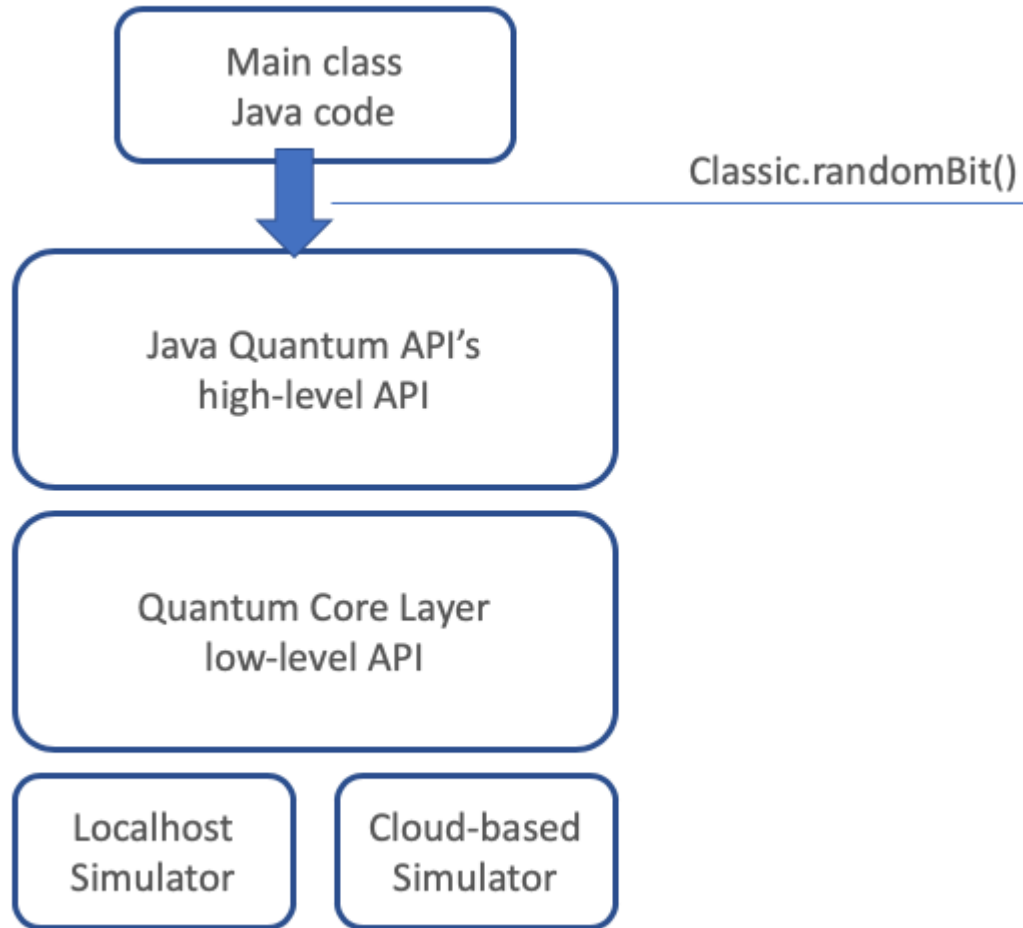 Main class
Java code
Classic.randomBit()
Java Quantum API’s
high-level API
Quantum Core Layer
low-level API
Localhost
Simulator
Cloud-based
Simulator